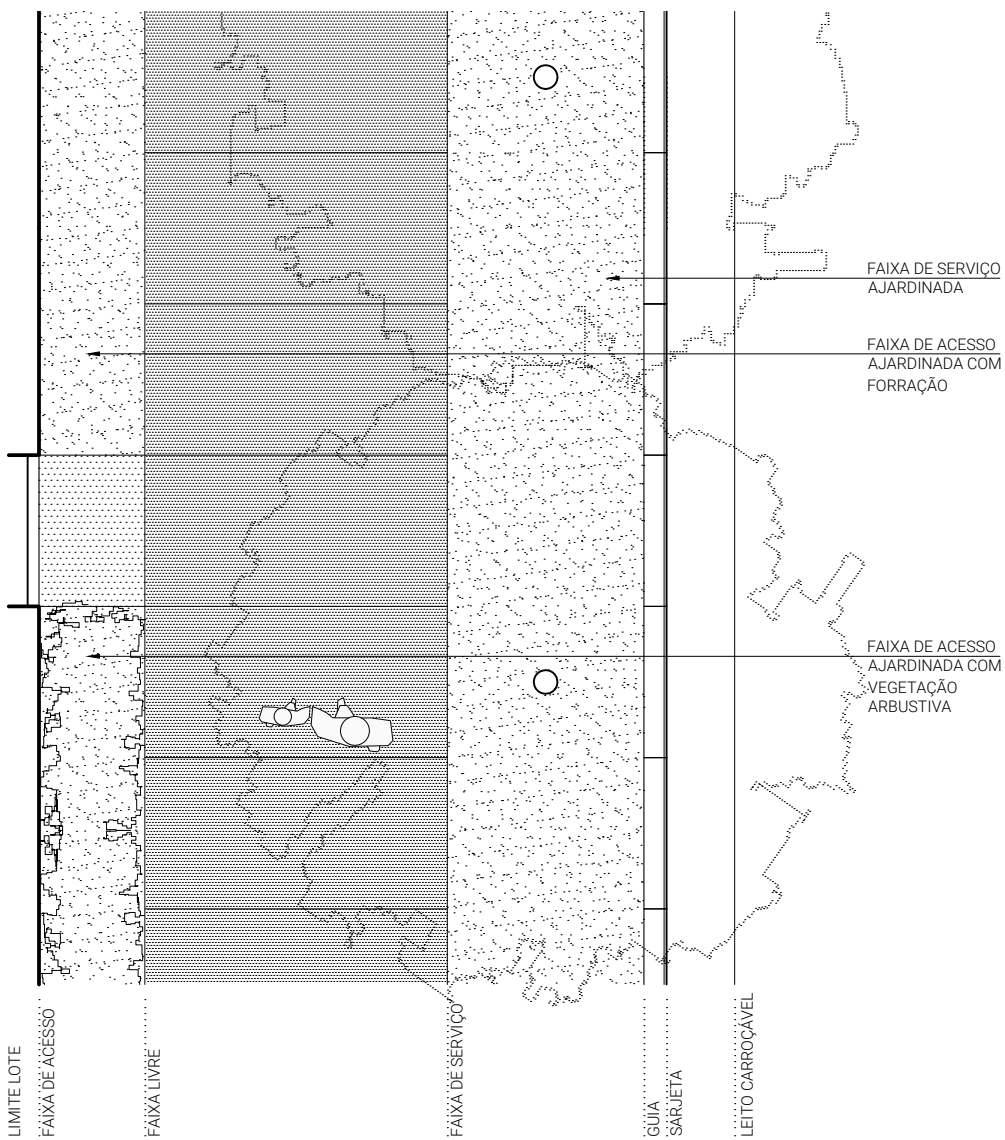 FAIXA DE SERVIÇO
AJARDINADA
FAIXA DE ACESSO
AJARDINADA COM
FORRAÇÃO
FAIXA DE ACESSO
AJARDINADA COM
VEGETAÇÃO
ARBUSTIVA
LIMITE LOTE
FAIXA DE ACESSO
FAIXA LIVRE
FAIXA DE SERVIÇO
GUIA
SARJETA
LEITO CARROÇÁVEL